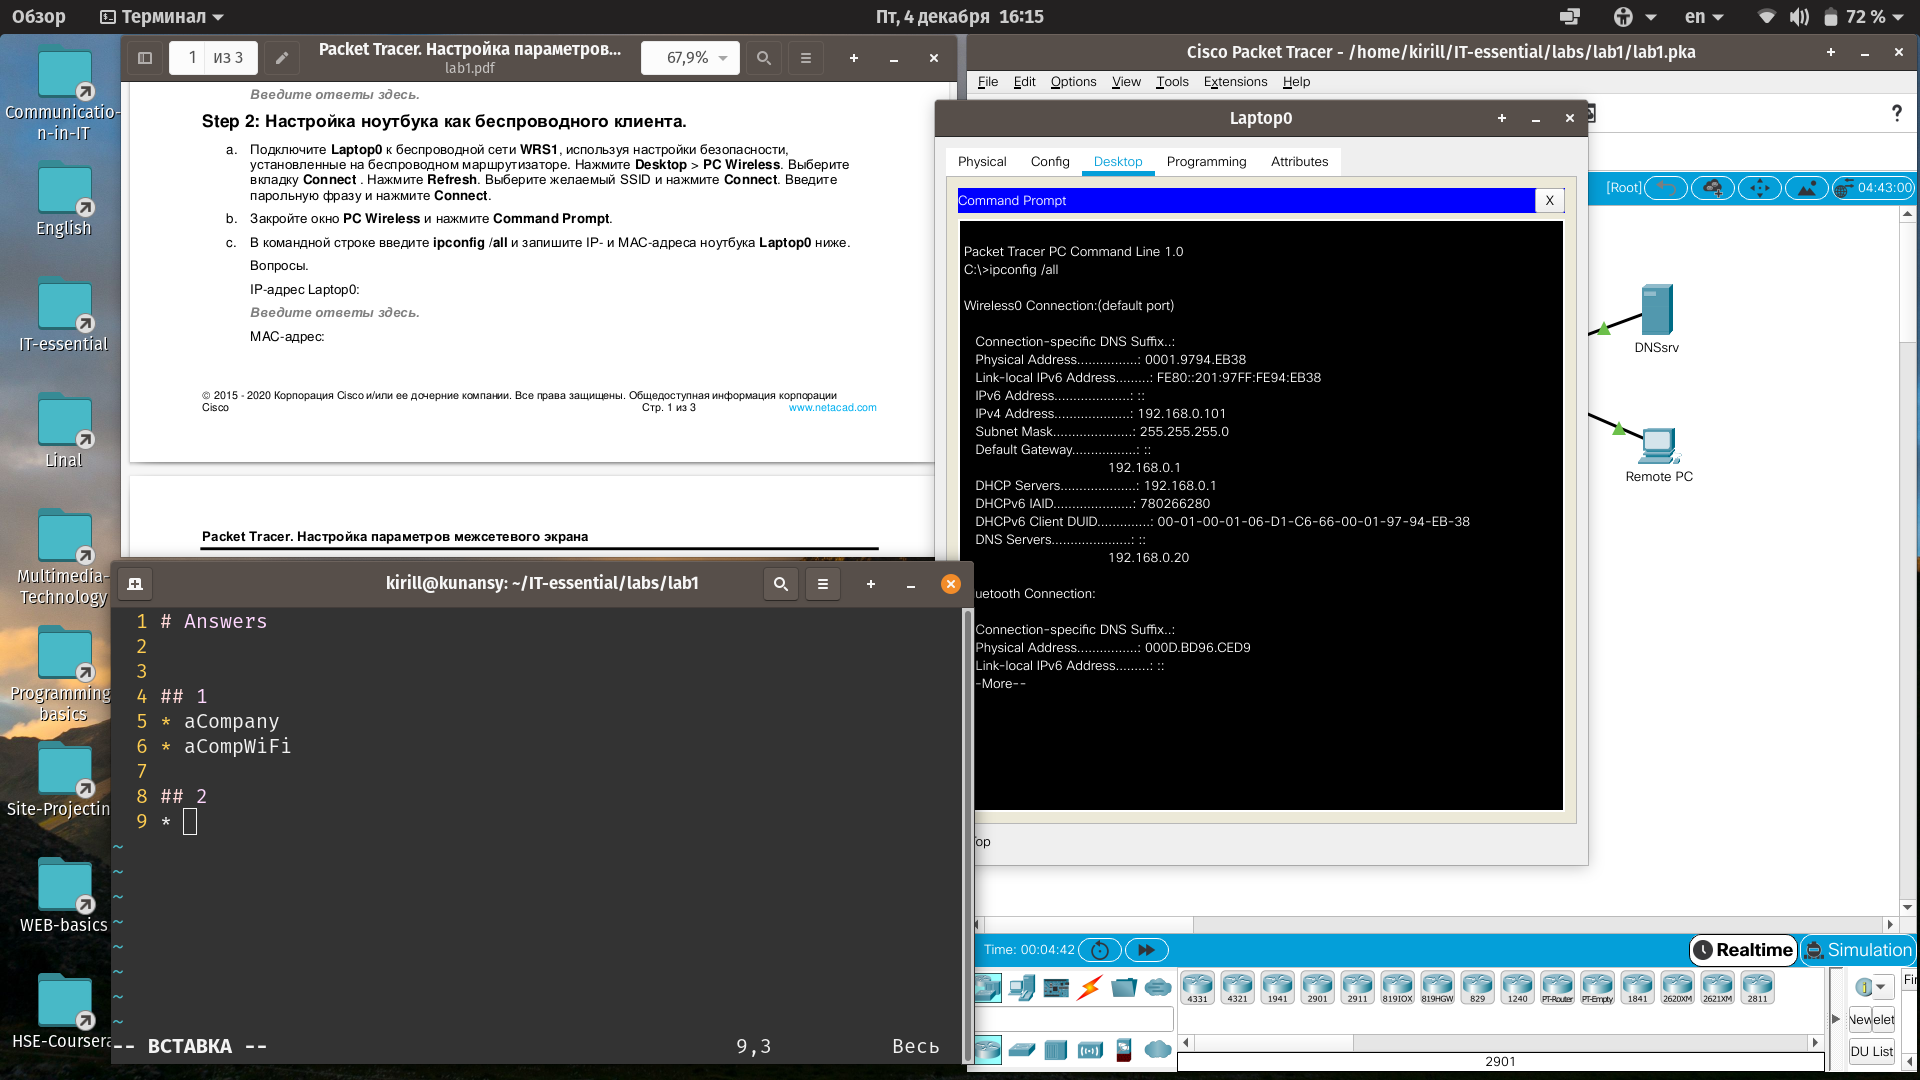 Обзор
Терминал
Пт, 4 декабря 16:15
en
72 %
Communicatio-
n-in-IT
English
IT-essential
Linal
Multimedia-
Technology
Programming
basics
Site-Projectin
WEB-basics
HSE-Coursera
1 из 3
Packet Tracer. Настройка параметров...
lab1.pdf
67,9%
Введите ответы здесь.
Step 2: Настройка ноутбука как беспроводного клиента.
a. Подключите Laptop0 к беспроводной сети WRS1, используя настройки безопасности,
установленные на беспроводном маршрутизаторе. Нажмите Desktop > PC Wireless. Выберите
вкладку Connect . Нажмите Refresh. Выберите желаемый SSID и нажмите Connect. Введите
парольную фразу и нажмите Connect.
b. Закройте окно PC Wireless и нажмите Command Prompt.
c. В командной строке введите ipconfig /all и запишите IP- и MAC-адреса ноутбука Laptop0 ниже.
Вопросы.
IP-адрес Laptop0:
Введите ответы здесь.
MAC-адрес:
© 2015 - 2020 Корпорация Cisco и/или ее дочерние компании. Все права защищены. Общедоступная информация корпорации
Cisco Стр. 1 из 3 www.netacad.com
Packet Tracer. Настройка параметров межсетевого экрана
kirill@kunansy: ~/IT-essential/labs/lab1
1 # Answers
2
3
4 ## 1
5 * aCompany
6 * aCompWiFi
7
8 ## 2
9 *
~
~
~
~
~
~
~
~
-- ВСТАВКА -- 9,3 Весь
Cisco Packet Tracer - /home/kirill/IT-essential/labs/lab1/lab1.pka
File Edit Options View Tools Extensions Help
?
[Root]
04:43:00
Laptop0
Physical Config Desktop Programming Attributes
Command Prompt
X
Packet Tracer PC Command Line 1.0
C:\>ipconfig /all
Wireless0 Connection:(default port)
Connection-specific DNS Suffix..:
Physical Address................: 0001.9794.EB38
Link-local IPv6 Address.........: FE80::201:97FF:FE94:EB38
IPv6 Address....................: ::
IPv4 Address....................: 192.168.0.101
Subnet Mask.....................: 255.255.255.0
Default Gateway.................: ::
192.168.0.1
DHCP Servers....................: 192.168.0.1
DHCPv6 IAID.....................: 780266280
DHCPv6 Client DUID..............: 00-01-00-01-06-D1-C6-66-00-01-97-94-EB-38
DNS Servers.....................: ::
192.168.0.20
uetooth Connection:
Connection-specific DNS Suffix..:
Physical Address................: 000D.BD96.CED9
Link-local IPv6 Address.........: ::
-More--
op
DNSsrv
Remote PC
Time: 00:04:42
Realtime
Simulation
4331 4321 1941 2901 2911 819IOX 819HGW 829 1240 PT-Router PT-Empty 1841 2620XM 2621XM 2811
Fir
New elet
DU List
2901